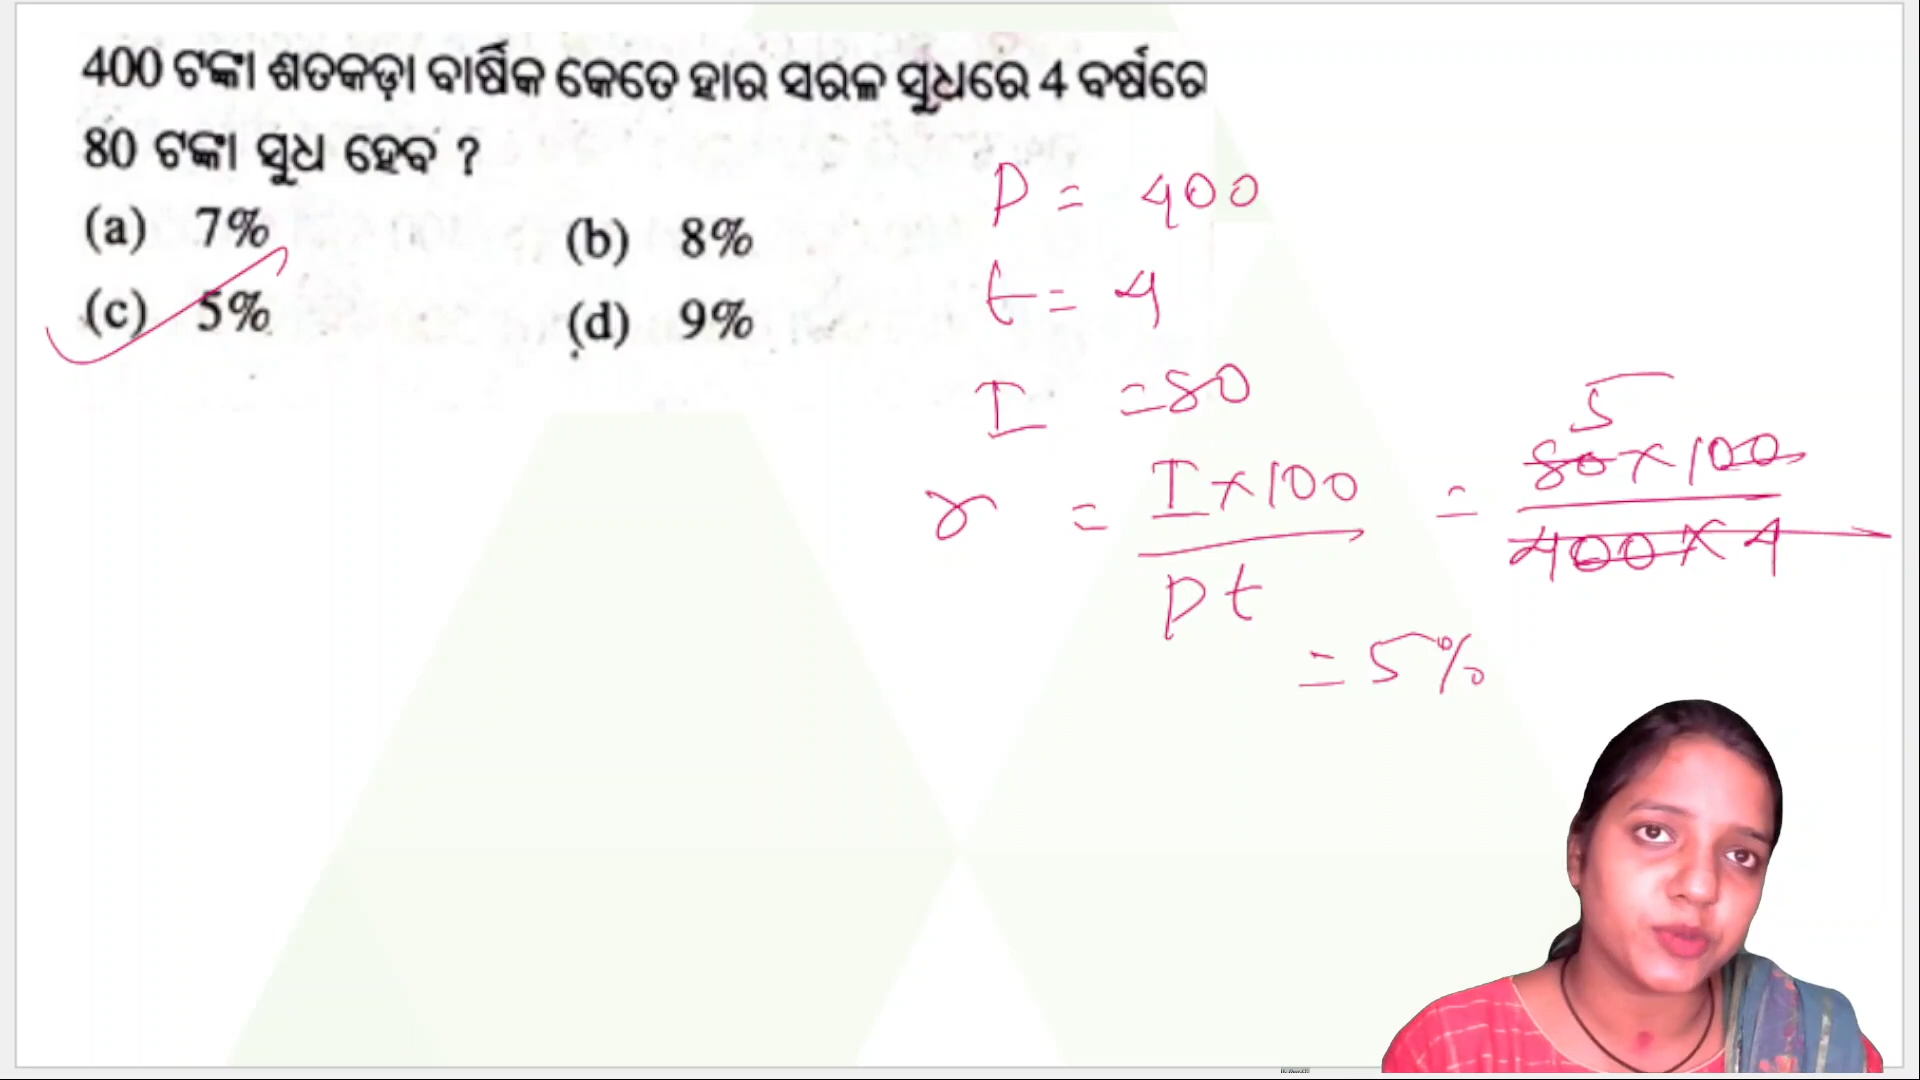 400 ଟଙ୍କା ଶତକଡ଼ା ବାର୍ଷିକ କେତେ ହାର ସରଳ ସୁଧରେ 4 ବର୍ଷରେ
80 ଟଙ୍କା ସୁଧ ହେବ ?
(a) 7% (b) 8%
(c) 5% (d) 9%
P = 400
t = 4
I = 80
r = I×100 / pt = 80×100 / 400×4
5
= 5%